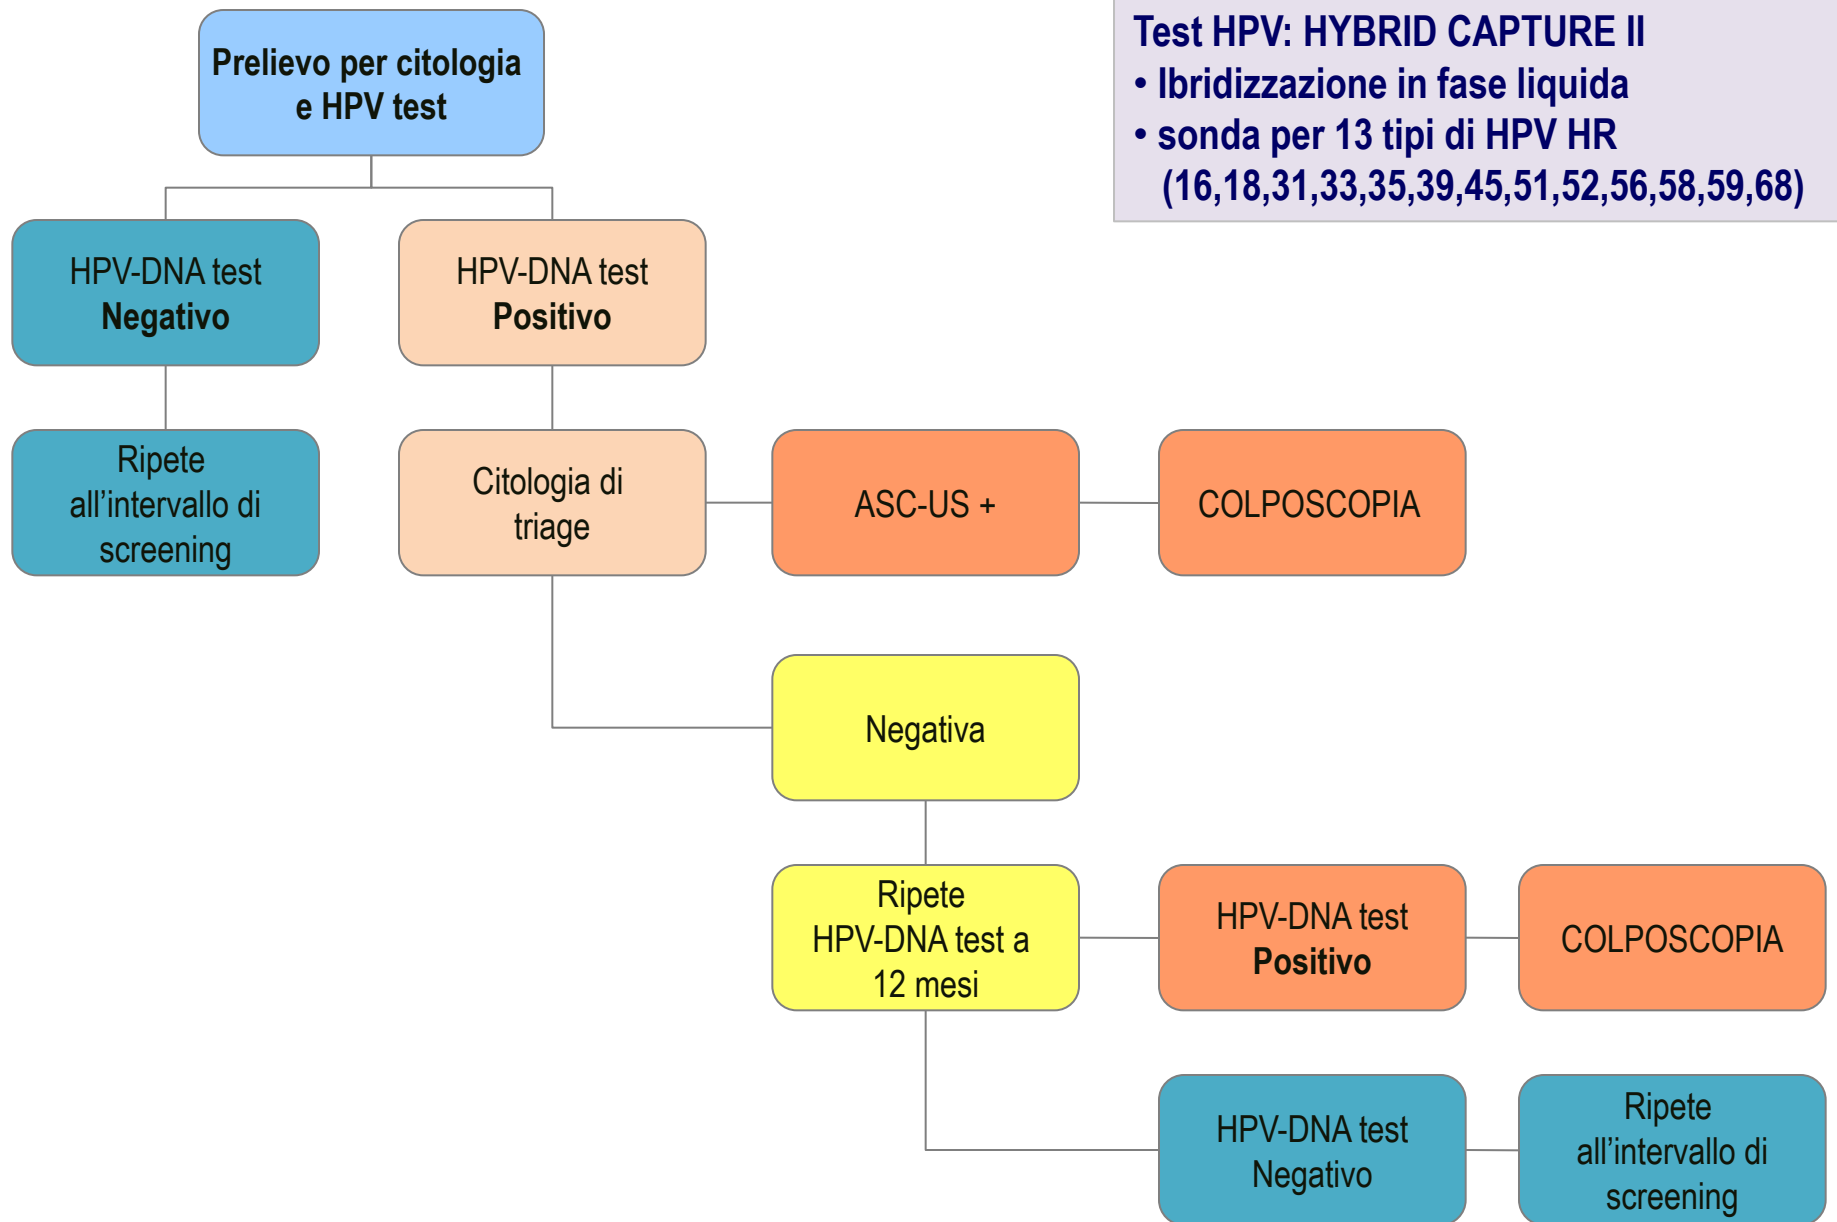 Test HPV: HYBRID CAPTURE II
• Ibridizzazione in fase liquida
• sonda per 13 tipi di HPV HR
(16,18,31,33,35,39,45,51,52,56,58,59,68)
Prelievo per citologia
e HPV test
HPV-DNA test
Negativo
HPV-DNA test
Positivo
Ripete
all’intervallo di
screening
Citologia di
triage
ASC-US +
COLPOSCOPIA
Negativa
Ripete
HPV-DNA test a
12 mesi
HPV-DNA test
Positivo
COLPOSCOPIA
HPV-DNA test
Negativo
Ripete
all’intervallo di
screening